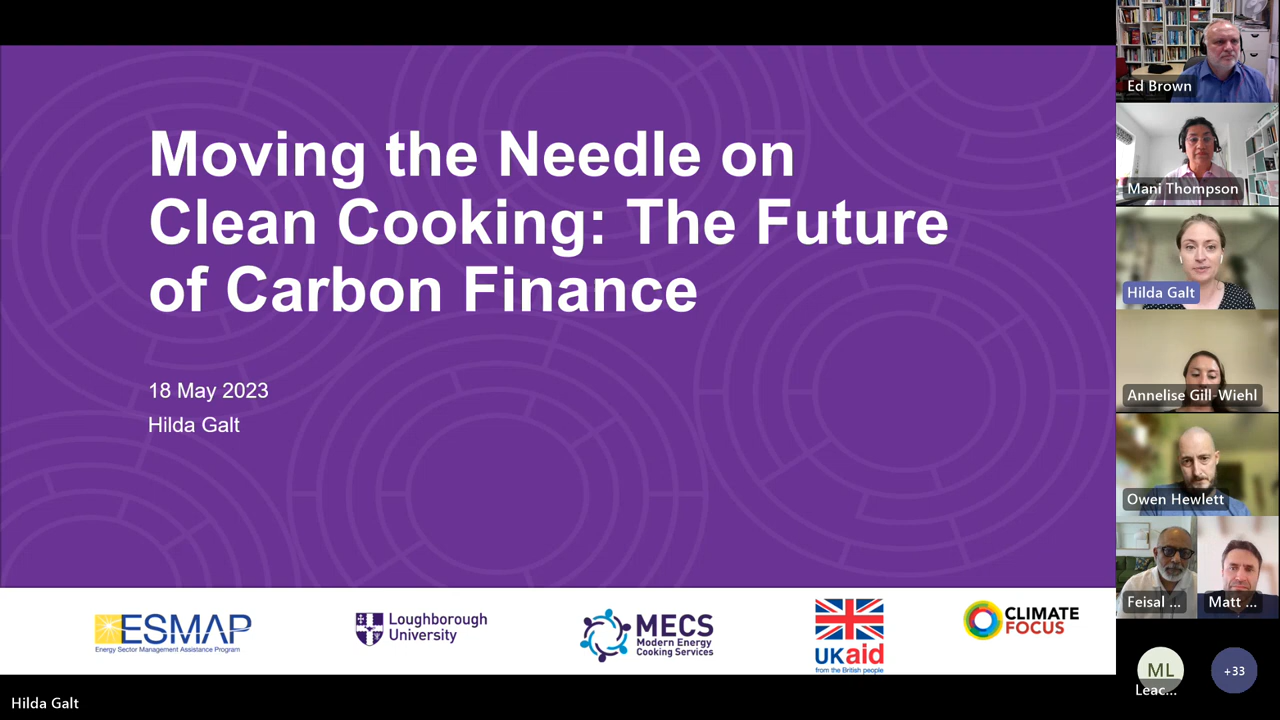 Moving the Needle on
Clean Cooking: The Future
of Carbon Finance
18 May 2023
Hilda Galt
ESMAP
Energy Sector Management Assistance Program
Loughborough
University
MECS
Modern Energy
Cooking Services
UKaid
from the British people
CLIMATE
FOCUS
Hilda Galt
Ed Brown
Mani Thompson
Hilda Galt
Annelise Gill-Wiehl
Owen Hewlett
Feisal ...
Matt ...
ML
Leac...
+33